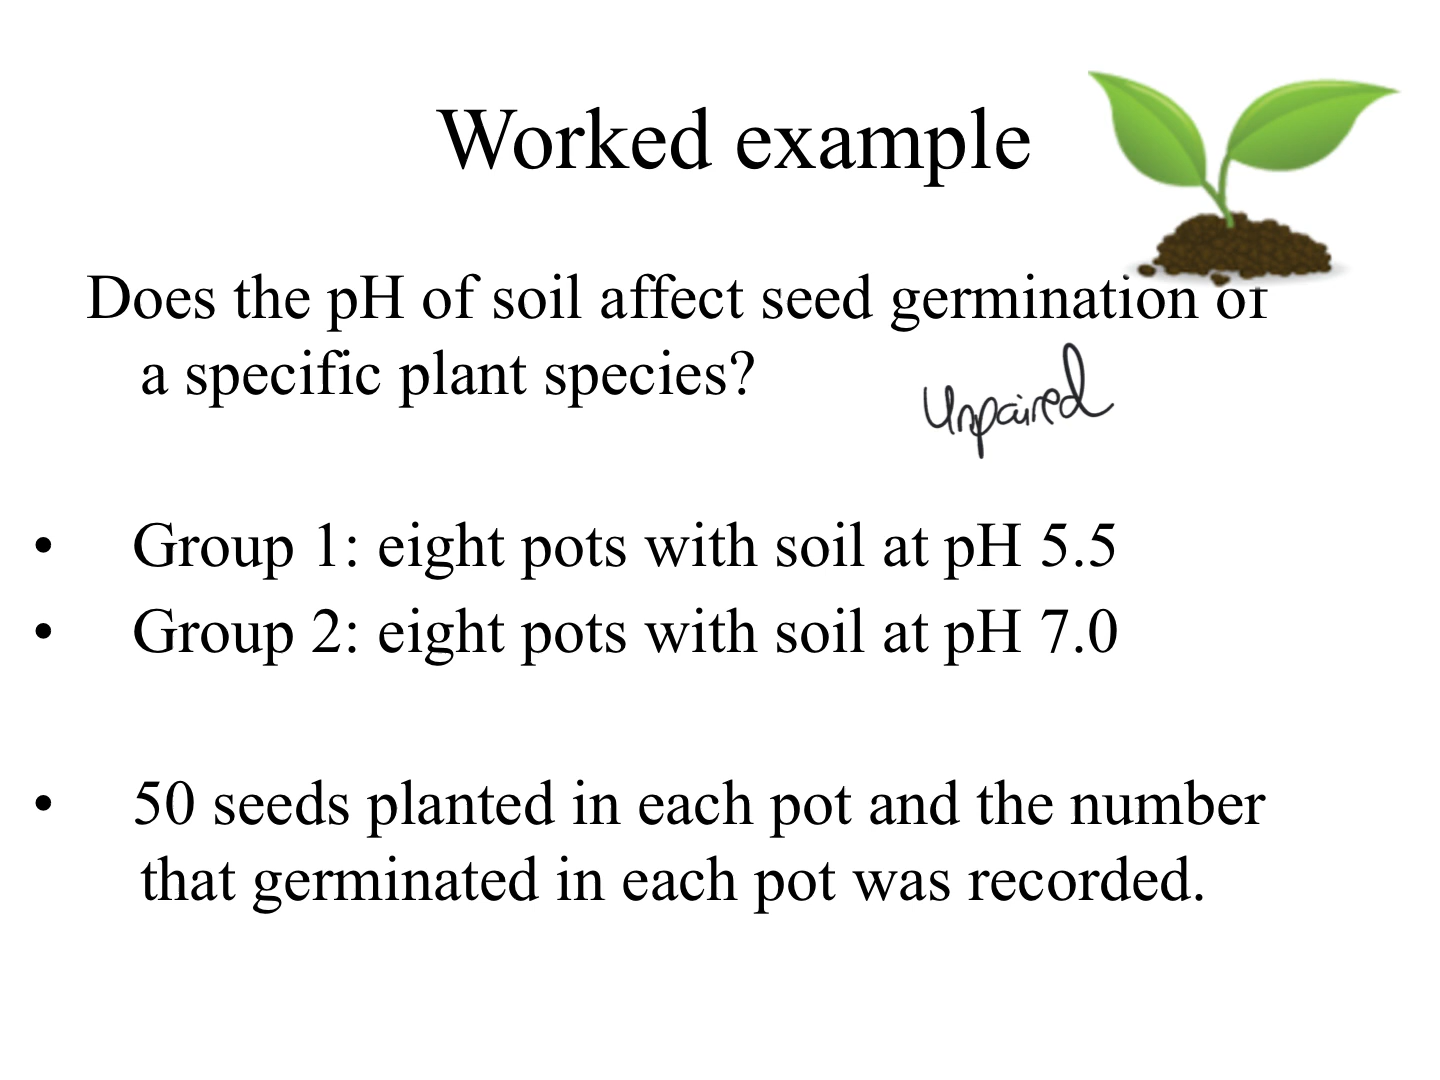 Worked example
Does the pH of soil affect seed germination of
a specific plant species?
Unpaired
• Group 1: eight pots with soil at pH 5.5
• Group 2: eight pots with soil at pH 7.0
• 50 seeds planted in each pot and the number
that germinated in each pot was recorded.